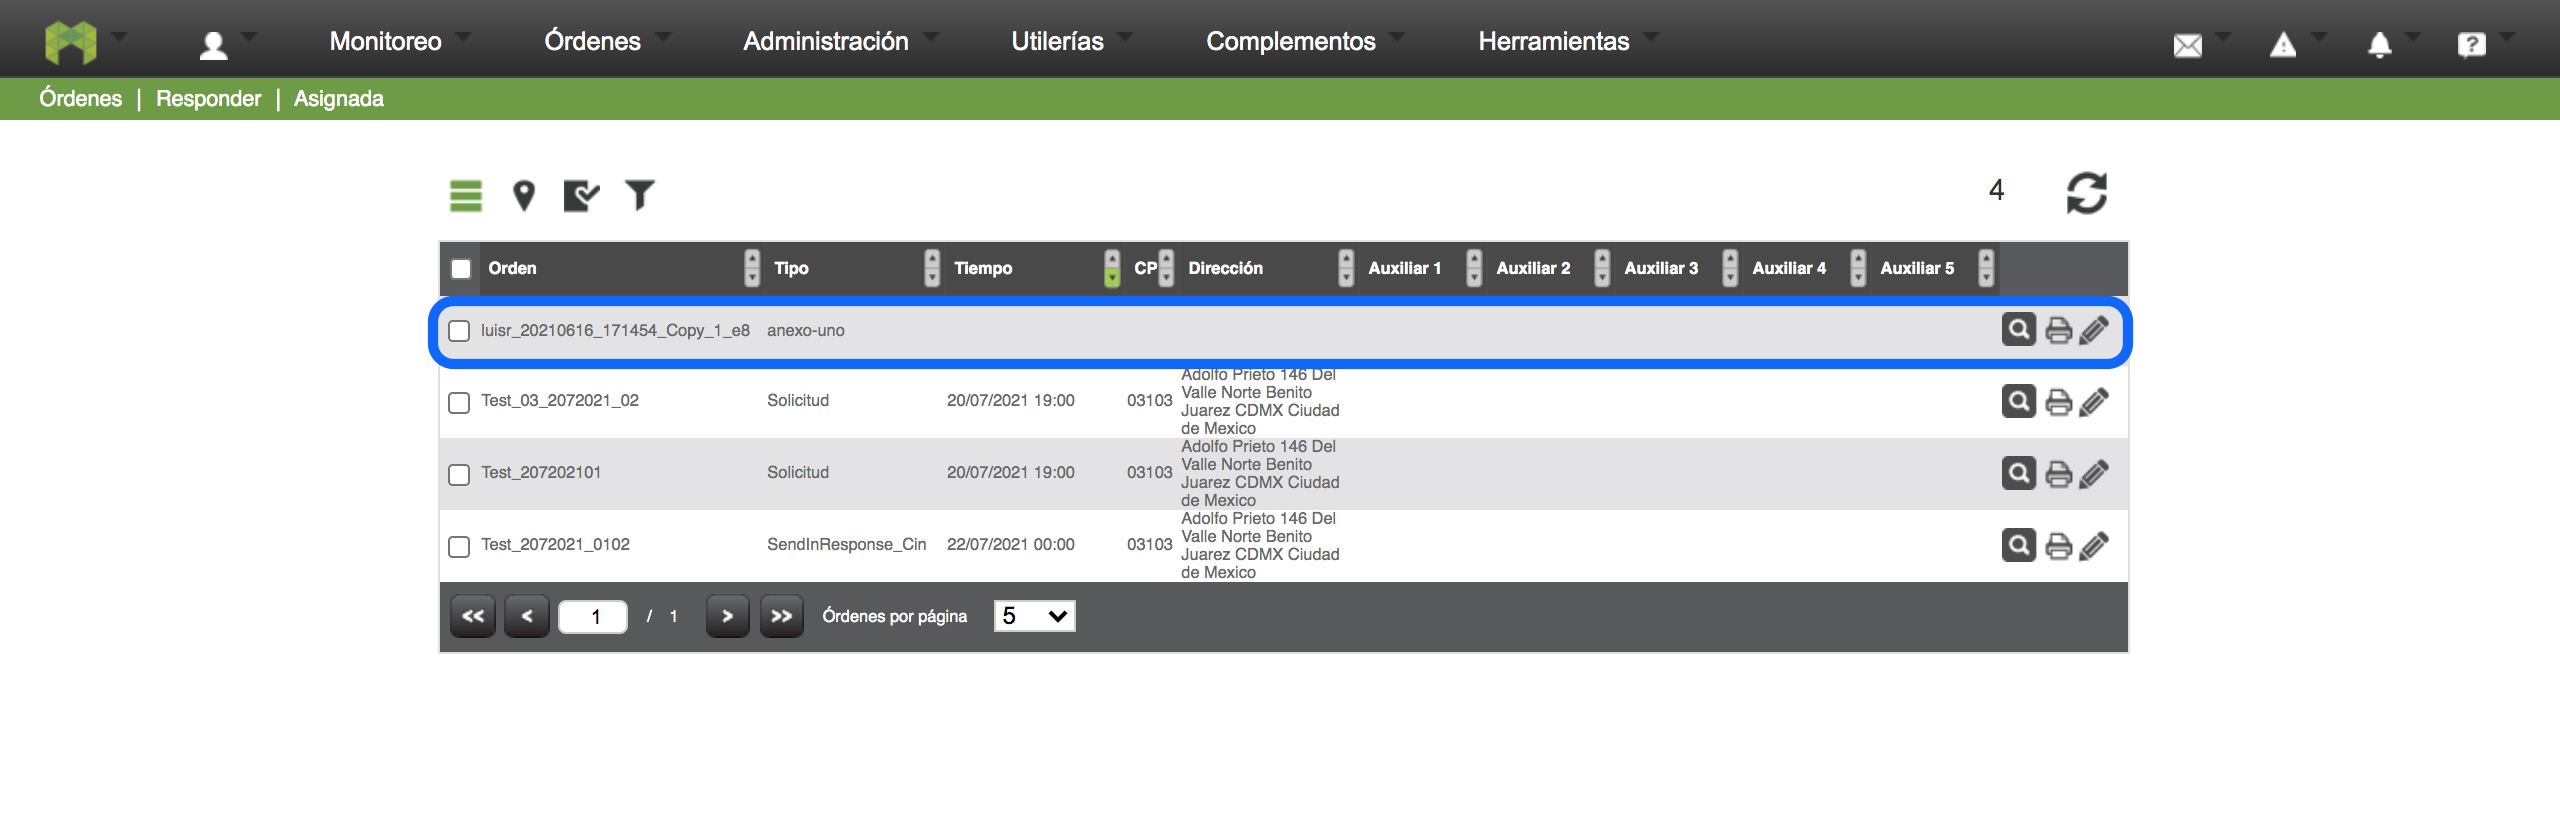 Monitoreo Órdenes Administración Utilerías Complementos Herramientas
Órdenes | Responder | Asignada
4
Orden Tipo Tiempo CP Dirección Auxiliar 1 Auxiliar 2 Auxiliar 3 Auxiliar 4 Auxiliar 5
luisr_20210616_171454_Copy_1_e8 anexo-uno
Test_03_2072021_02 Solicitud 20/07/2021 19:00 03103 Adolfo Prieto 146 Del
Valle Norte Benito
Juarez CDMX Ciudad
de Mexico
Test_207202101 Solicitud 20/07/2021 19:00 03103 Adolfo Prieto 146 Del
Valle Norte Benito
Juarez CDMX Ciudad
de Mexico
Test_2072021_0102 SendInResponse_Cin 22/07/2021 00:00 03103 Adolfo Prieto 146 Del
Valle Norte Benito
Juarez CDMX Ciudad
de Mexico
<< < 1 / 1 > >> Órdenes por página 5